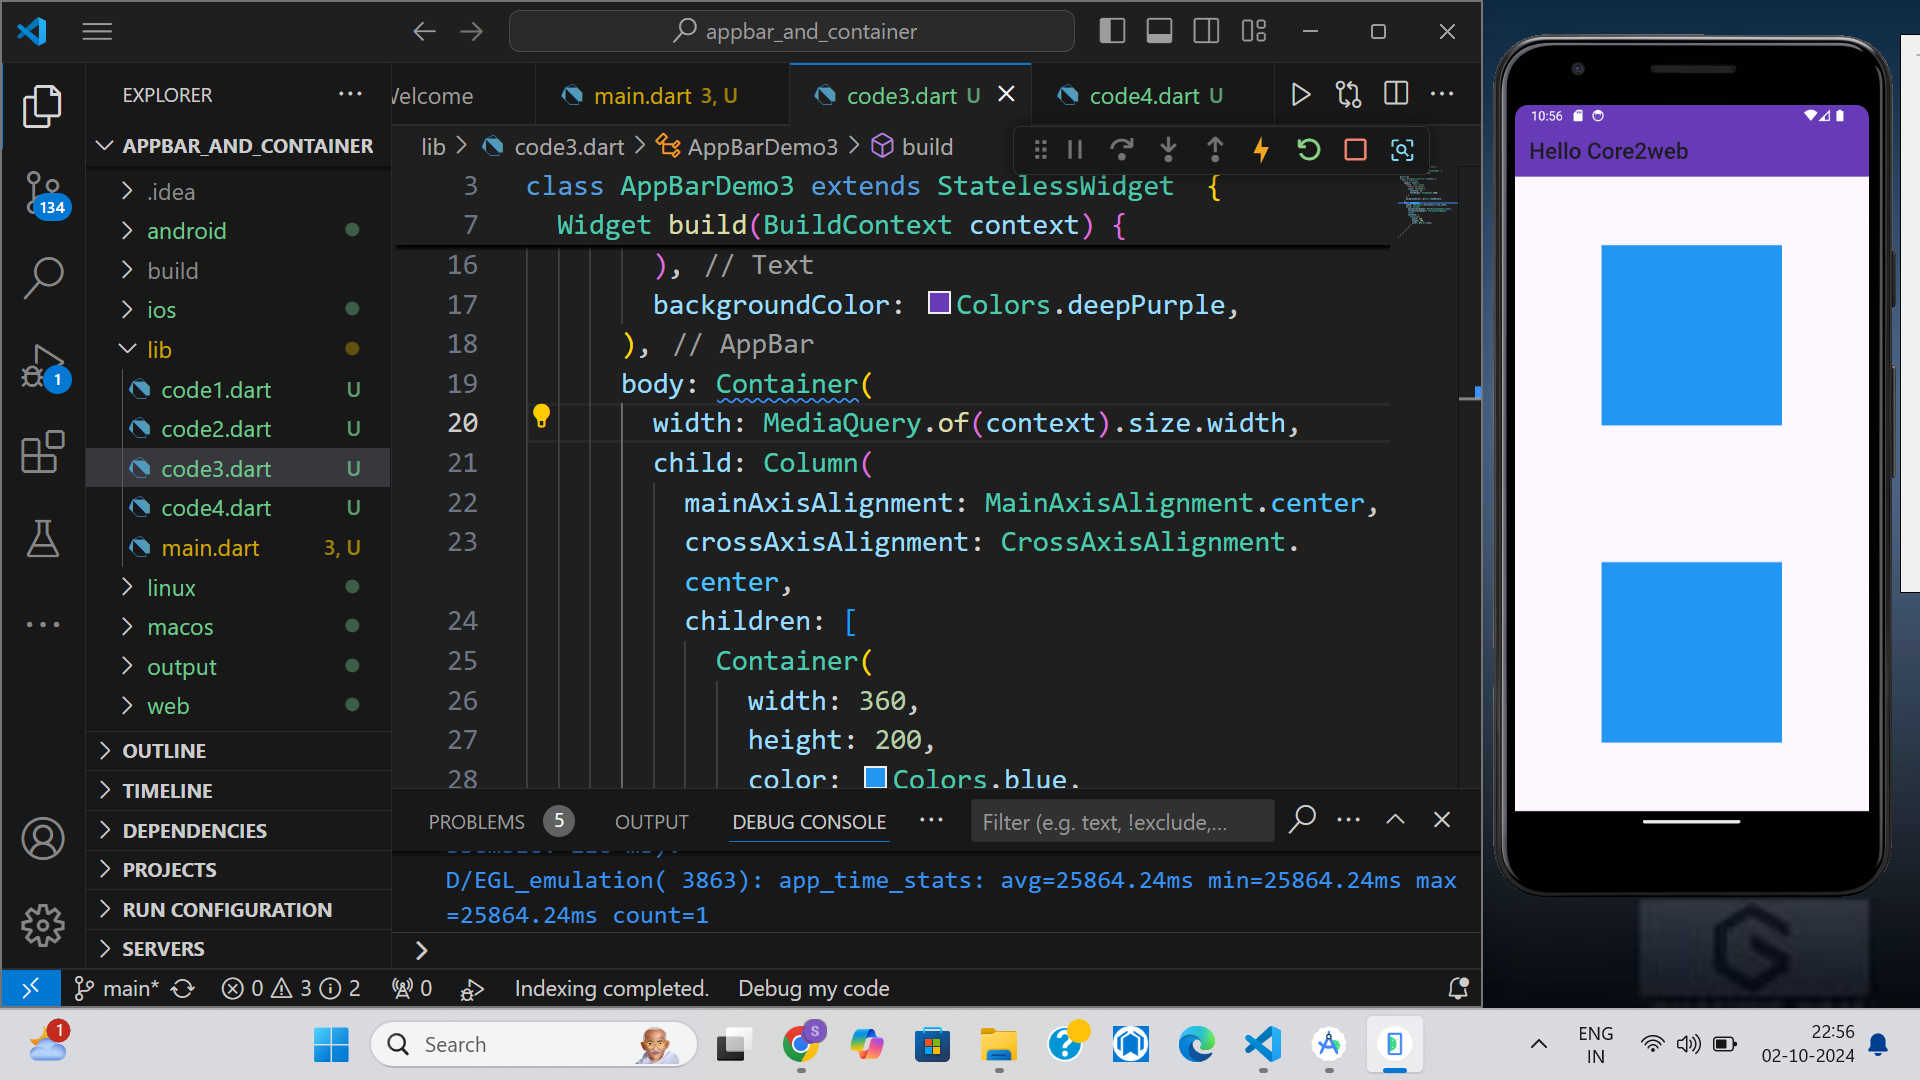 appbar_and_container
EXPLORER
Welcome
main.dart 3, U
code3.dart U
code4.dart U
APPBAR_AND_CONTAINER
lib > code3.dart > AppBarDemo3 > build
.idea
android
build
ios
lib
code1.dart U
code2.dart U
code3.dart U
code4.dart U
main.dart 3, U
linux
macos
output
web
OUTLINE
TIMELINE
DEPENDENCIES
PROJECTS
RUN CONFIGURATION
SERVERS
134
1
3 class AppBarDemo3 extends StatelessWidget {
7 Widget build(BuildContext context) {
16 ), // Text
17 backgroundColor: Colors.deepPurple,
18 ), // AppBar
19 body: Container(
20 width: MediaQuery.of(context).size.width,
21 child: Column(
22 mainAxisAlignment: MainAxisAlignment.center,
23 crossAxisAlignment: CrossAxisAlignment.
center,
24 children: [
25 Container(
26 width: 360,
27 height: 200,
28 color: Colors.blue,
PROBLEMS 5 OUTPUT DEBUG CONSOLE
Filter (e.g. text, !exclude,...
D/EGL_emulation( 3863): app_time_stats: avg=25864.24ms min=25864.24ms max
=25864.24ms count=1
main* 0 3 2 0 Indexing completed. Debug my code
10:56
Hello Core2web
1
Search
S
ENG
IN
22:56
02-10-2024